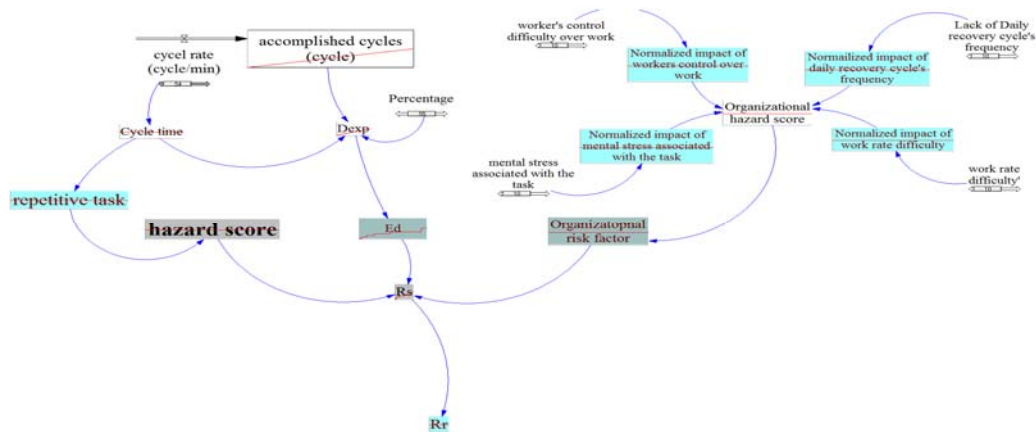 accomplished cycles
(cycle)
cycel rate
(cycle/min)
Percentage
Cycle time
Dexp
repetitive task
hazard score
Ed
Rs
Rr
worker's control
difficulty over work
Normalized impact of
workers control over
work
Lack of Daily
recovery cycle's
frequency
Normailized impact of
daily recovery cycle's
frequency
Organizational
hazard score
Normalized impact of
mental stress associated
with the task
Normalized impact of
work rate difficulty
mental stress
associated with the
task
work rate
difficulty'
Organizatopnal
risk factor